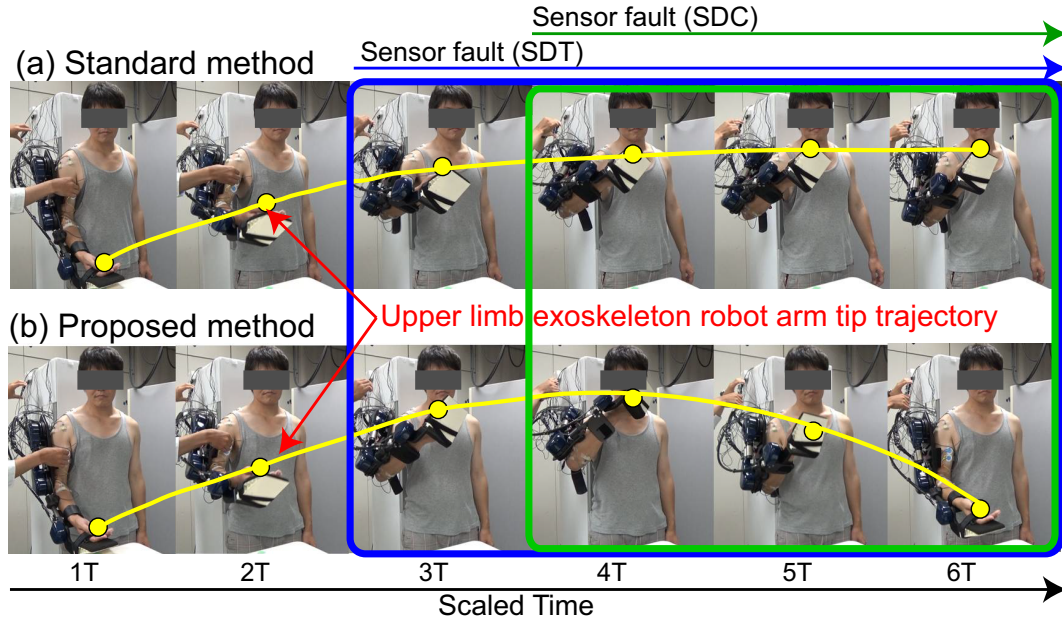 Sensor fault (SDC)
Sensor fault (SDT)
(a) Standard method
Upper limb exoskeleton robot arm tip trajectory
(b) Proposed method
1T 2T 3T 4T 5T 6T
Scaled Time